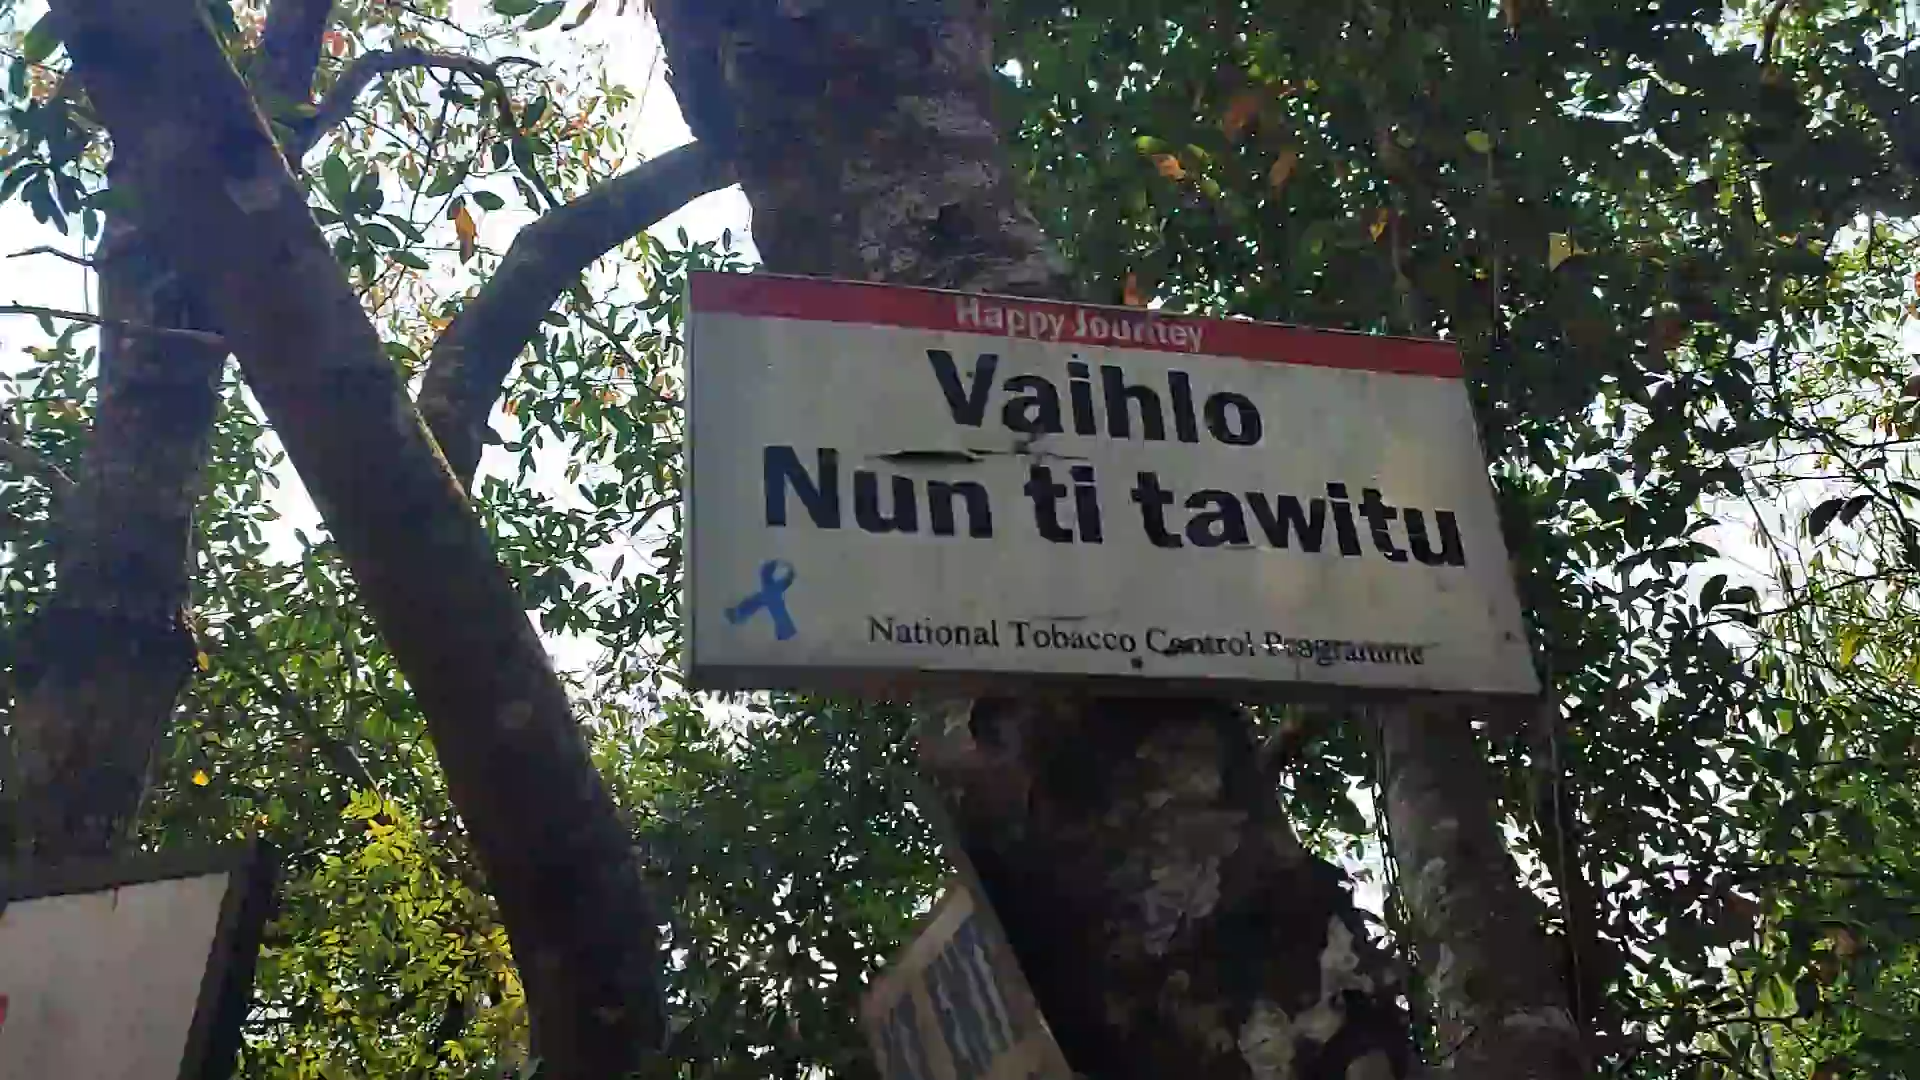 Happy Journey
Vaihlo
Nun ti tawitu
National Tobacco Control Programme